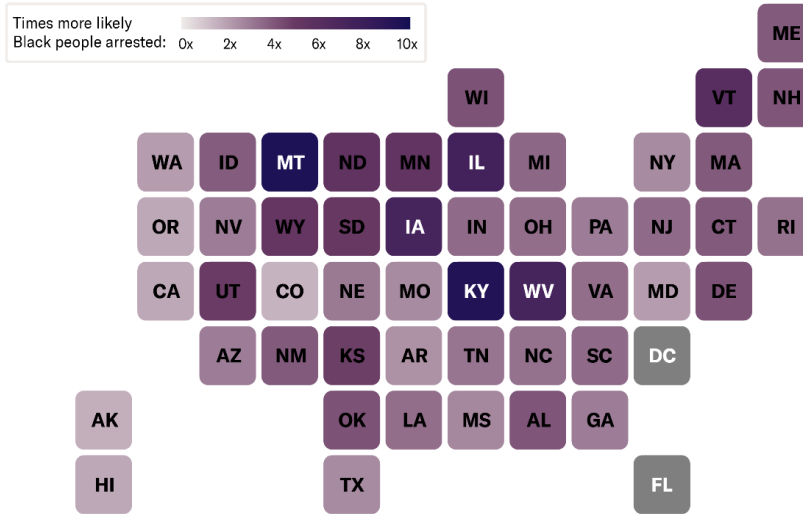 Times more likely
Black people arrested: 0x 2x 4x 6x 8x 10x
ME
WI VT NH
WA ID MT ND MN IL MI NY MA
OR NV WY SD IA IN OH PA NJ CT RI
CA UT CO NE MO KY WV VA MD DE
AZ NM KS AR TN NC SC DC
AK OK LA MS AL GA
HI TX FL